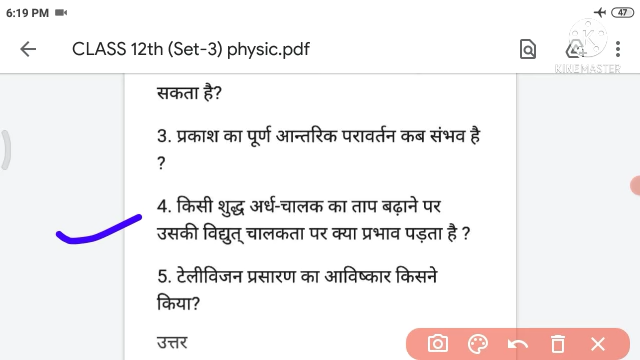 6:19 PM
47
CLASS 12th (Set-3) physic.pdf
KINEMASTER
सकता है?
3. प्रकाश का पूर्ण आन्तरिक परावर्तन कब संभव है
?
4. किसी शुद्ध अर्ध-चालक का ताप बढ़ाने पर
उसकी विद्युत् चालकता पर क्या प्रभाव पड़ता है ?
5. टेलीविजन प्रसारण का आविष्कार किसने
किया?
उत्तर